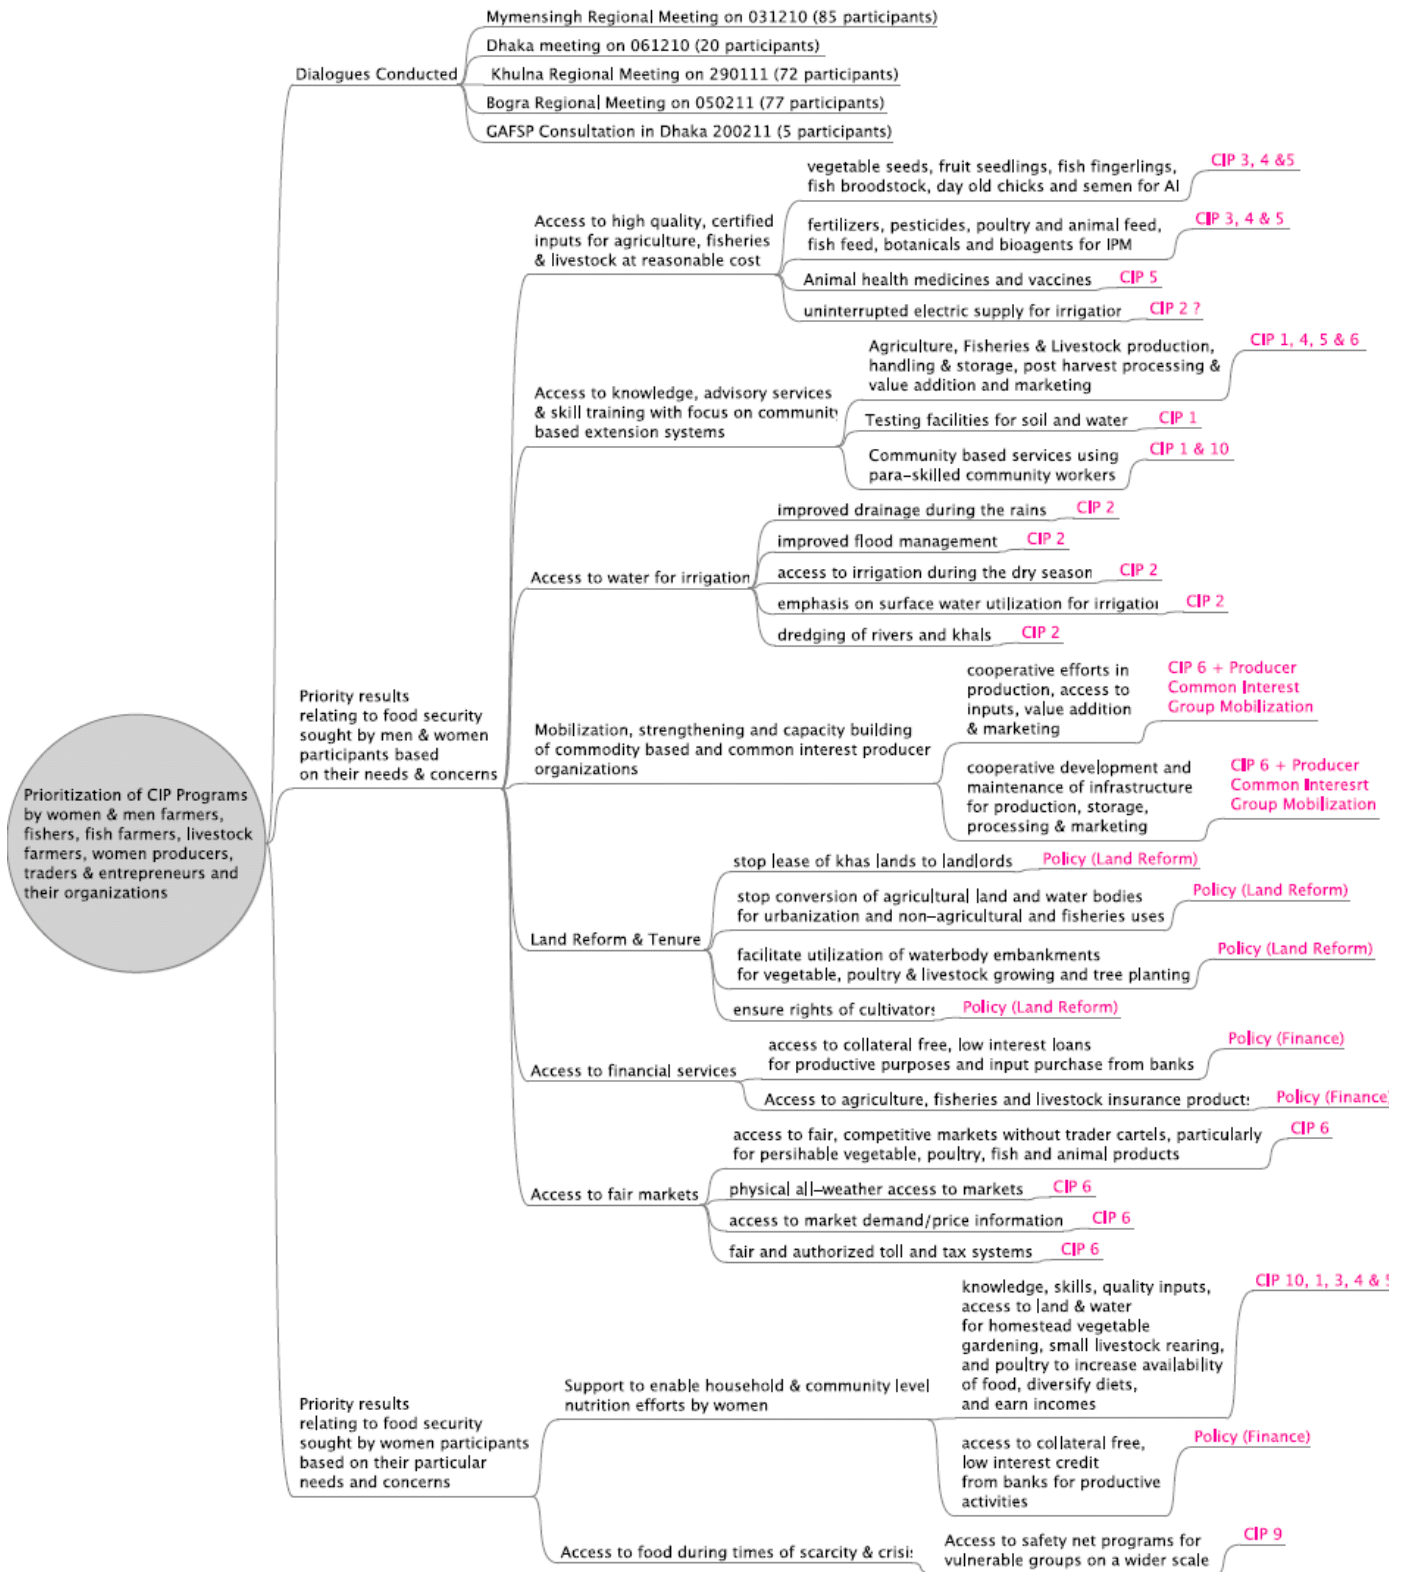 Mymensingh Regional Meeting on 031210 (85 participants)
Dhaka meeting on 061210 (20 participants)
Dialogues Conducted
Khulna Regional Meeting on 290111 (72 participants)
Bogra Regional Meeting on 050211 (77 participants)
GAFSP Consultation in Dhaka 200211 (5 participants)
vegetable seeds, fruit seedlings, fish fingerlings,
fish broodstock, day old chicks and semen for AI
CIP 3, 4 &5
Access to high quality, certified
inputs for agriculture, fisheries
& livestock at reasonable cost
fertilizers, pesticides, poultry and animal feed,
fish feed, botanicals and bioagents for IPM
CIP 3, 4 & 5
Animal health medicines and vaccines
CIP 5
uninterrupted electric supply for irrigation
CIP 2 ?
Agriculture, Fisheries & Livestock production,
handling & storage, post harvest processing &
value addition and marketing
CIP 1, 4, 5 & 6
Access to knowledge, advisory services
& skill training with focus on community
based extension systems
Testing facilities for soil and water
CIP 1
Community based services using
para-skilled community workers
CIP 1 & 10
improved drainage during the rains
CIP 2
improved flood management
CIP 2
Access to water for irrigation
access to irrigation during the dry season
CIP 2
emphasis on surface water utilization for irrigation
CIP 2
dredging of rivers and khals
CIP 2
Priority results
relating to food security
sought by men & women
participants based
on their needs & concerns
cooperative efforts in
production, access to
inputs, value addition
& marketing
CIP 6 + Producer
Common Interest
Group Mobilization
Mobilization, strengthening and capacity building
of commodity based and common interest producer
organizations
cooperative development and
maintenance of infrastructure
for production, storage,
processing & marketing
CIP 6 + Producer
Common Interesrt
Group Mobilization
Prioritization of CIP Programs
by women & men farmers,
fishers, fish farmers, livestock
farmers, women producers,
traders & entrepreneurs and
their organizations
stop lease of khas lands to landlords
Policy (Land Reform)
stop conversion of agricultural land and water bodies
for urbanization and non-agricultural and fisheries uses
Policy (Land Reform)
Land Reform & Tenure
facilitate utilization of waterbody embankments
for vegetable, poultry & livestock growing and tree planting
Policy (Land Reform)
ensure rights of cultivators
Policy (Land Reform)
access to collateral free, low interest loans
for productive purposes and input purchase from banks
Policy (Finance)
Access to financial services
Access to agriculture, fisheries and livestock insurance products
Policy (Finance)
access to fair, competitive markets without trader cartels, particularly
for persihable vegetable, poultry, fish and animal products
CIP 6
Access to fair markets
physical all-weather access to markets
CIP 6
access to market demand/price information
CIP 6
fair and authorized toll and tax systems
CIP 6
knowledge, skills, quality inputs,
access to land & water
for homestead vegetable
gardening, small livestock rearing,
and poultry to increase availability
of food, diversify diets,
and earn incomes
CIP 10, 1, 3, 4 & 5
Support to enable household & community level
nutrition efforts by women
Priority results
relating to food security
sought by women participants
based on their particular
needs and concerns
access to collateral free,
low interest credit
from banks for productive
activities
Policy (Finance)
Access to food during times of scarcity & crisis
Access to safety net programs for
vulnerable groups on a wider scale
CIP 9